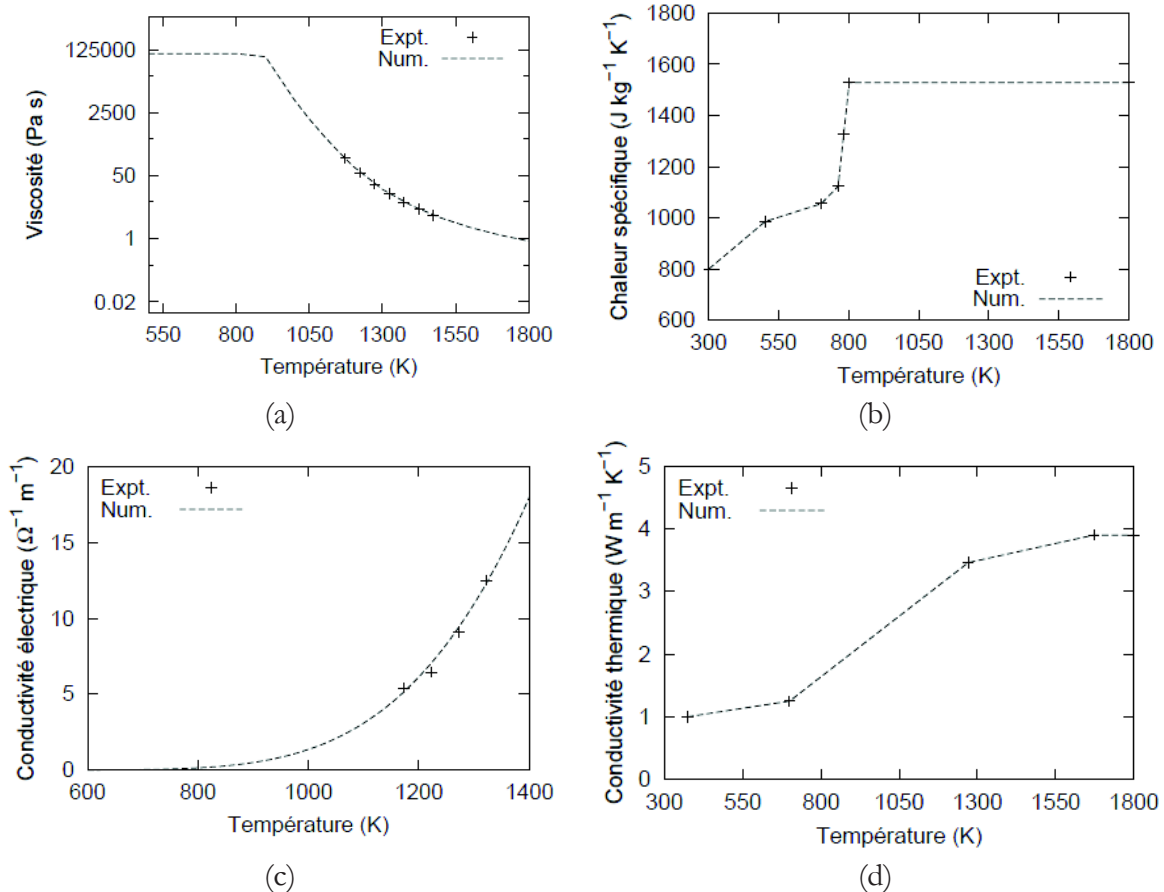 125000
2500
50
1
0.02
Viscosité (Pa s)
Expt.
Num.
550 800 1050 1300 1550 1800
Température (K)
(a)
1800
1600
1400
1200
1000
800
600
Chaleur spécifique (J kg⁻¹ K⁻¹)
Expt.
Num.
300 550 800 1050 1300 1550 1800
Température (K)
(b)
20
15
10
5
0
Conductivité électrique (Ω⁻¹ m⁻¹)
Expt.
Num.
600 800 1000 1200 1400
Température (K)
(c)
5
4
3
2
1
0
Conductivité thermique (W m⁻¹ K⁻¹)
Expt.
Num.
300 550 800 1050 1300 1550 1800
Température (K)
(d)